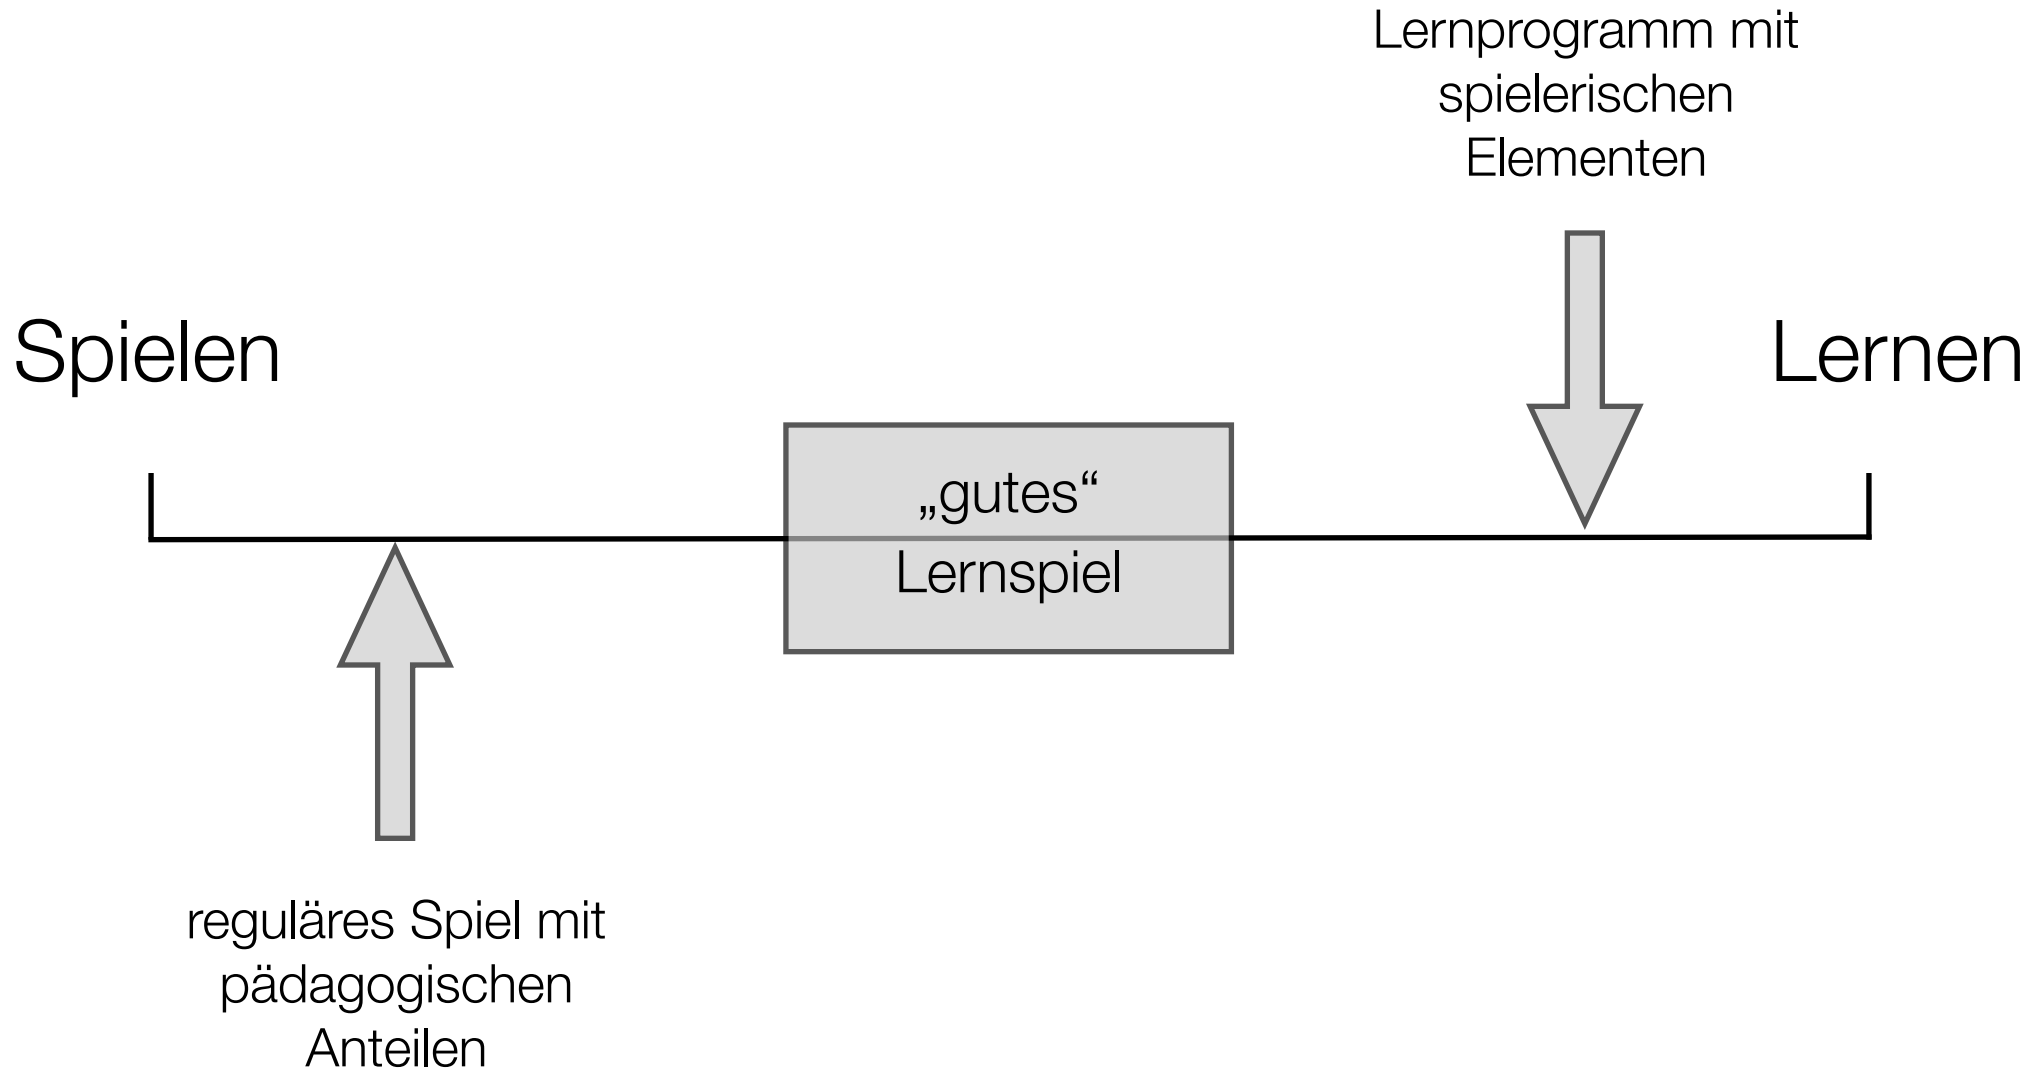 Lernprogramm mit
spielerischen
Elementen
Spielen
Lernen
„gutes“
Lernspiel
reguläres Spiel mit
pädagogischen
Anteilen